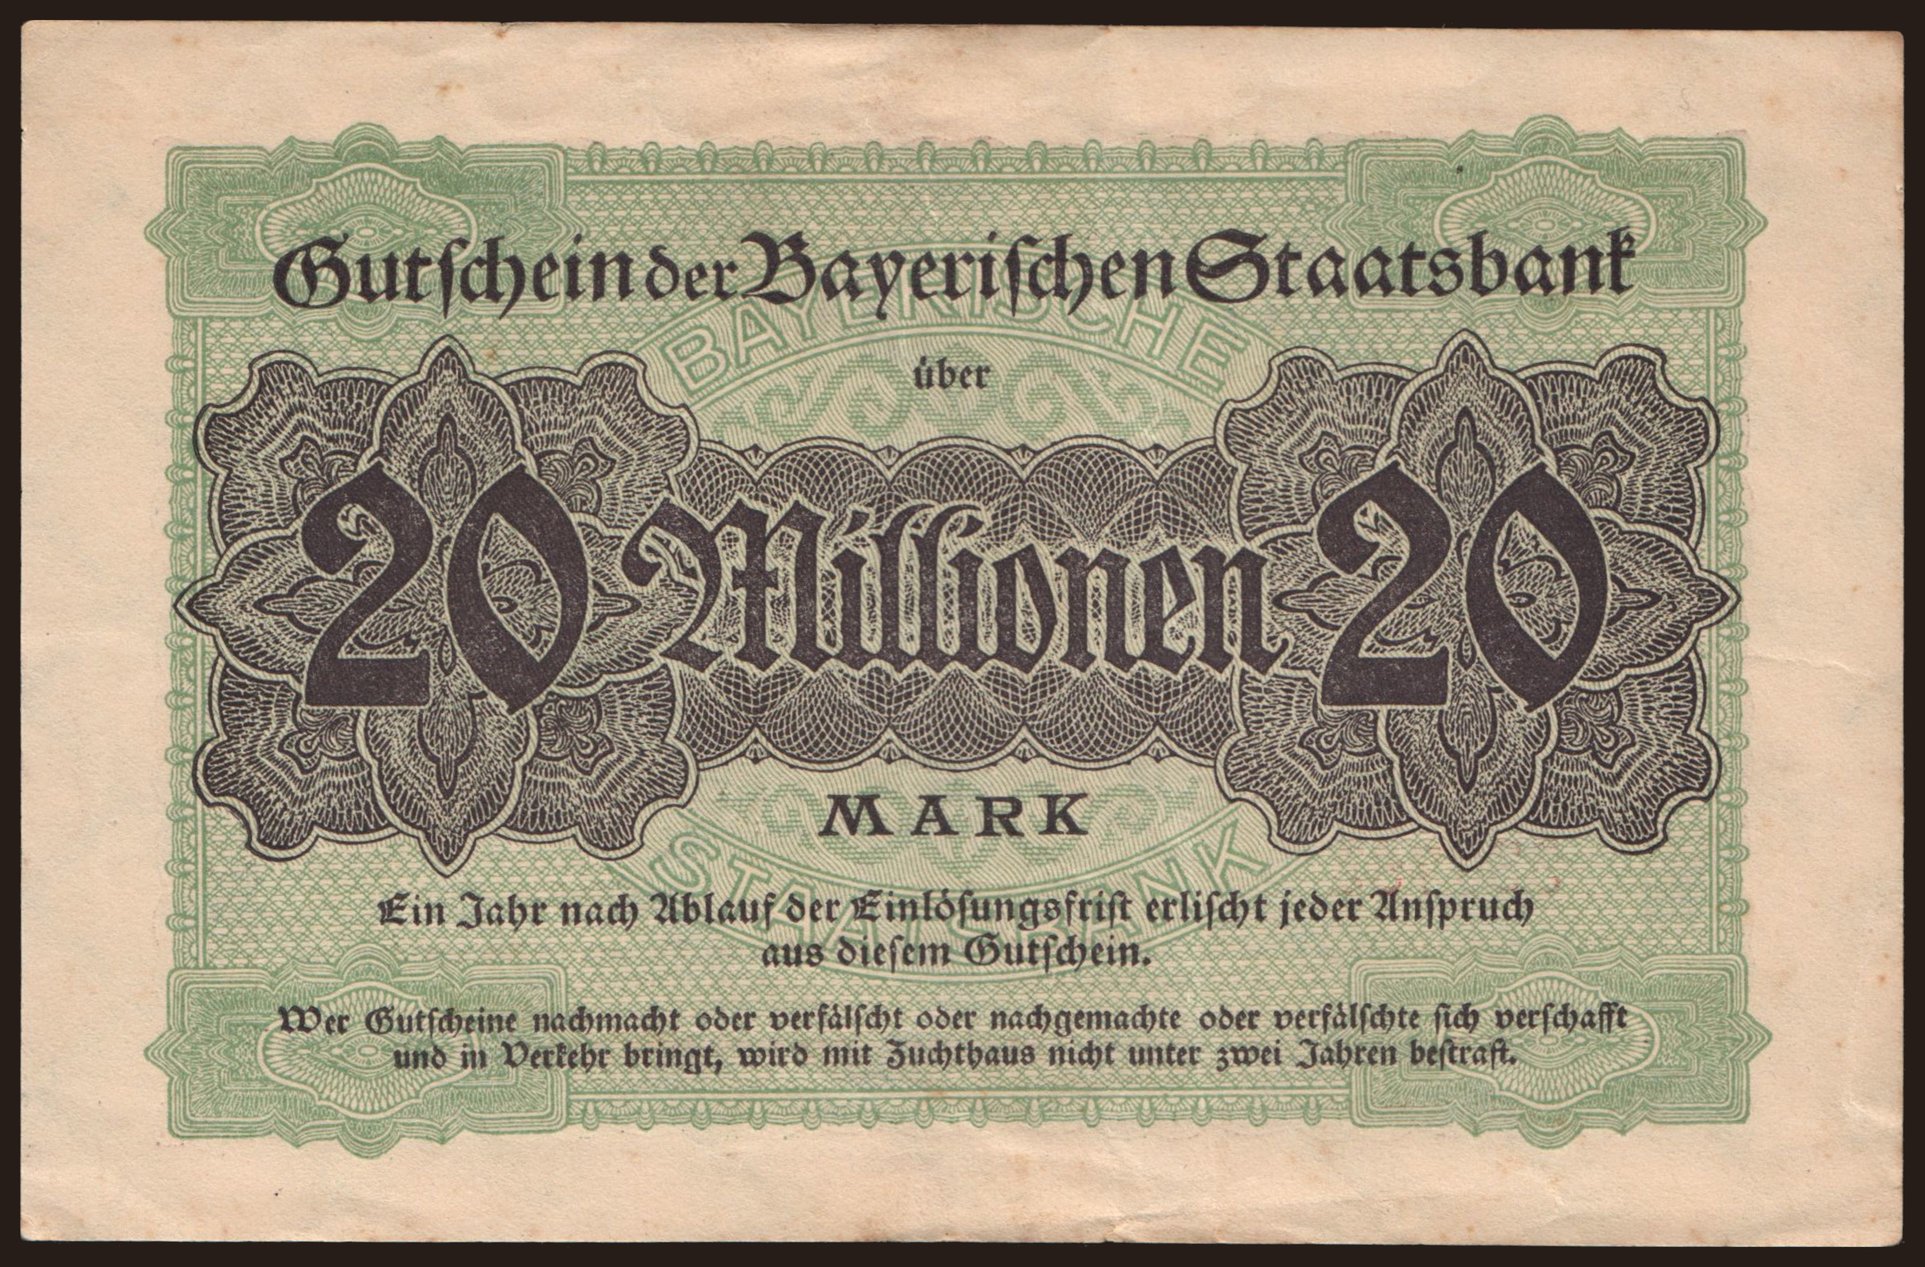 Gutschein der Bayerischen Staatsbank
BAYERISCHE
über
20 Millionen 20
MARK
STAATSBANK
Ein Jahr nach Ablauf der Einlösungsfrist erlischt jeder Anspruch
aus diesem Gutschein.
Wer Gutscheine nachmacht oder verfälscht oder nachgemachte oder verfälschte sich verschafft
und in Verkehr bringt, wird mit Zuchthaus nicht unter zwei Jahren bestraft.